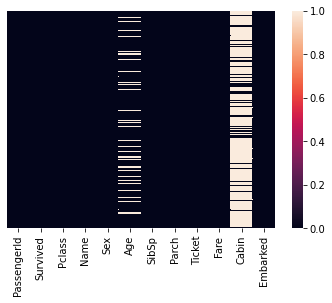 1.0
0.8
0.6
0.4
0.2
0.0
PassengerId
Survived
Pclass
Name
Sex
Age
SibSp
Parch
Ticket
Fare
Cabin
Embarked